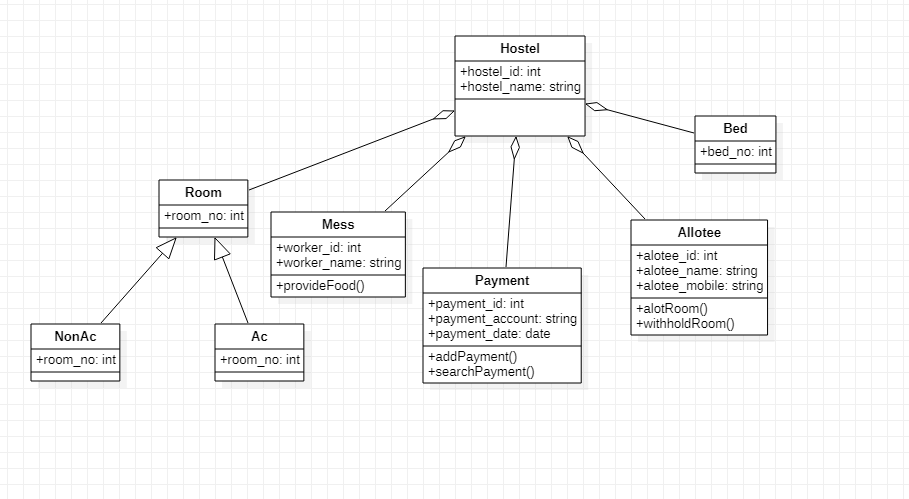 Hostel
+hostel_id: int
+hostel_name: string
Bed
+bed_no: int
Room
+room_no: int
Mess
+worker_id: int
+worker_name: string
+provideFood()
Allotee
+alotee_id: int
+alotee_name: string
+alotee_mobile: string
+alotRoom()
+withholdRoom()
Payment
+payment_id: int
+payment_account: string
+payment_date: date
+addPayment()
+searchPayment()
NonAc
+room_no: int
Ac
+room_no: int